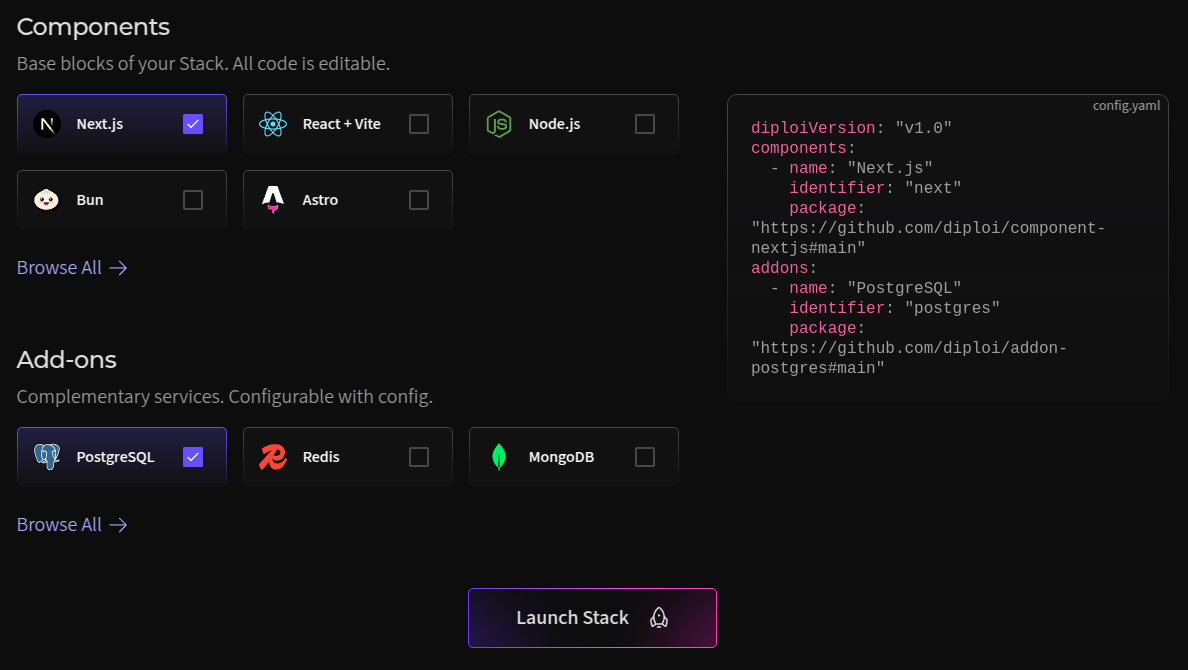 Components
Base blocks of your Stack. All code is editable.
Next.js
React + Vite
Node.js
Bun
Astro
Browse All
Add-ons
Complementary services. Configurable with config.
PostgreSQL
Redis
MongoDB
Browse All
config.yaml
diploiVersion: "v1.0"
components:
  - name: "Next.js"
    identifier: "next"
    package:
"https://github.com/diploi/component-
nextjs#main"
addons:
  - name: "PostgreSQL"
    identifier: "postgres"
    package:
"https://github.com/diploi/addon-
postgres#main"
Launch Stack